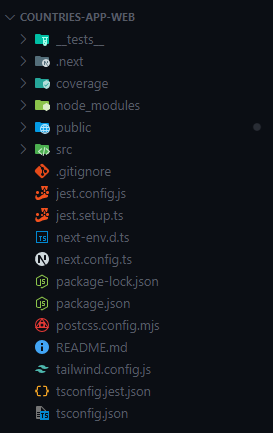 COUNTRIES-APP-WEB
__tests__
.next
coverage
node_modules
public
src
.gitignore
jest.config.js
jest.setup.ts
next-env.d.ts
next.config.ts
package-lock.json
package.json
postcss.config.mjs
README.md
tailwind.config.js
tsconfig.jest.json
tsconfig.json